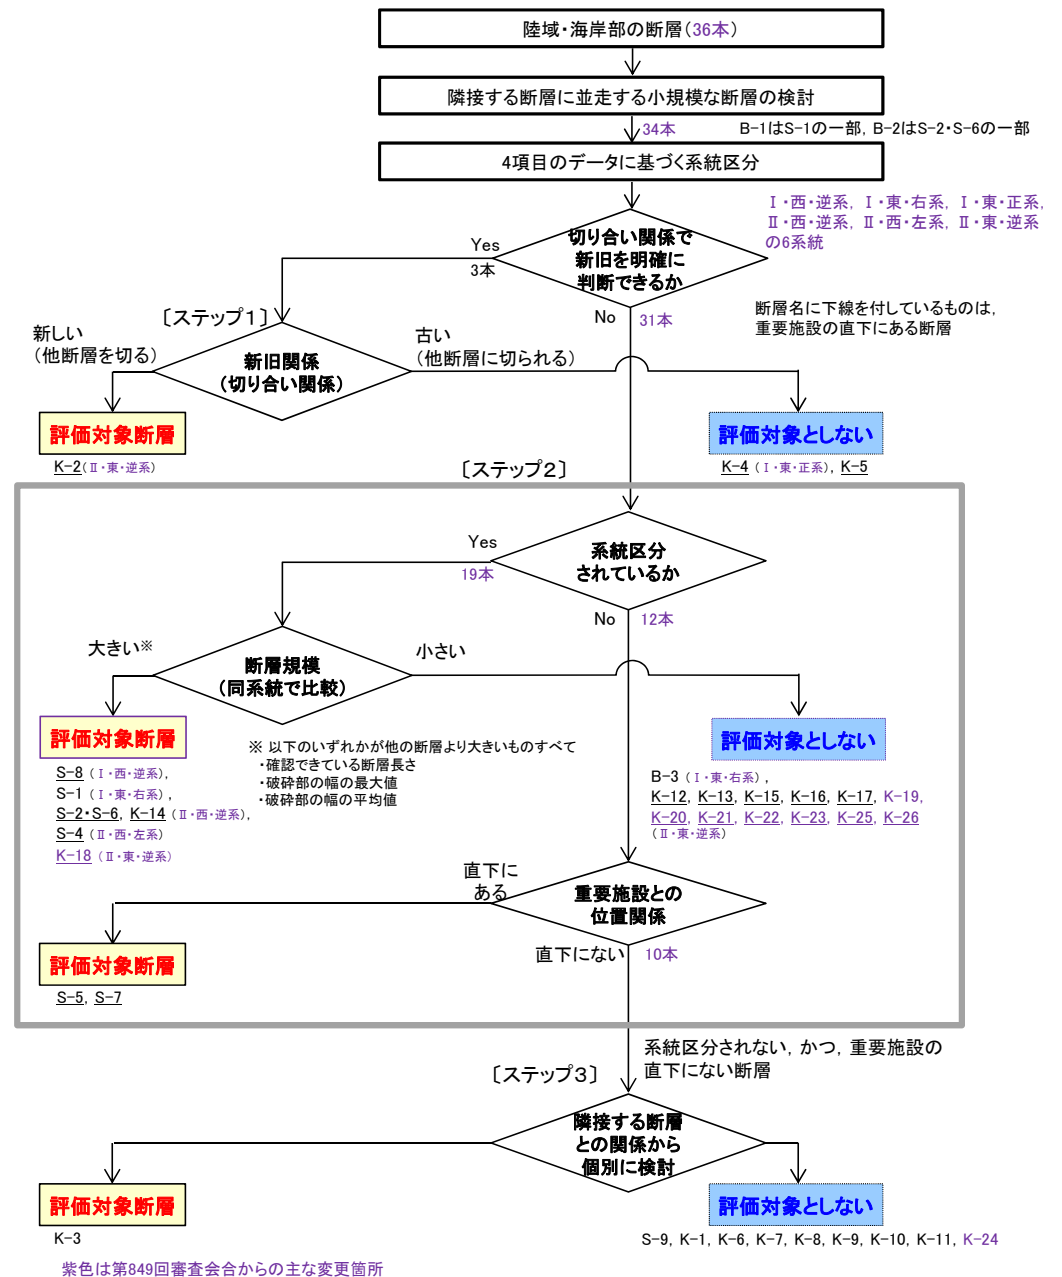 陸域・海岸部の断層（36本）
隣接する断層に並走する小規模な断層の検討
34本
B-1はS-1の一部，B-2はS-2・S-6の一部
4項目のデータに基づく系統区分
Ⅰ・西・逆系，Ⅰ・東・右系，Ⅰ・東・正系，
Ⅱ・西・逆系，Ⅱ・西・左系，Ⅱ・東・逆系
の6系統
切り合い関係で
新旧を明確に
判断できるか
Yes
3本
No
31本
断層名に下線を付しているものは，
重要施設の直下にある断層
〔ステップ1〕
新しい
（他断層を切る）
新旧関係
（切り合い関係）
古い
（他断層に切られる）
評価対象断層
K-2（Ⅱ・東・逆系）
評価対象としない
K-4（Ⅰ・東・正系），K-5
〔ステップ2〕
系統区分
されているか
Yes
19本
No
12本
大きい※
断層規模
（同系統で比較）
小さい
評価対象断層
S-8（Ⅰ・西・逆系），
S-1（Ⅰ・東・右系），
S-2・S-6，K-14（Ⅱ・西・逆系），
S-4（Ⅱ・西・左系）
K-18（Ⅱ・東・逆系）
※ 以下のいずれかが他の断層より大きいものすべて
・確認できている断層長さ
・破砕部の幅の最大値
・破砕部の幅の平均値
評価対象としない
B-3（Ⅰ・東・右系），
K-12，K-13，K-15，K-16，K-17，K-19，
K-20，K-21，K-22，K-23，K-25，K-26
（Ⅱ・東・逆系）
直下に
ある
重要施設との
位置関係
直下にない
10本
評価対象断層
S-5，S-7
系統区分されない，かつ，重要施設の
直下にない断層
〔ステップ3〕
隣接する断層
との関係から
個別に検討
評価対象断層
K-3
評価対象としない
S-9，K-1，K-6，K-7，K-8，K-9，K-10，K-11，K-24
紫色は第849回審査会合からの主な変更箇所